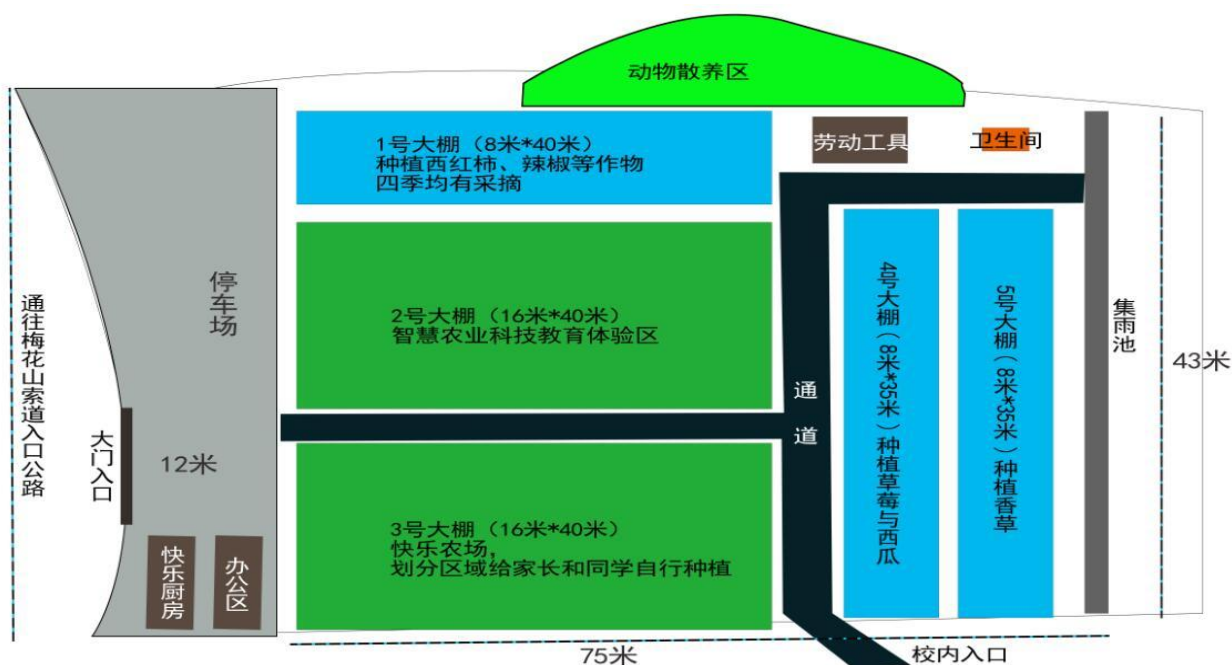 动物散养区
1号大棚（8米*40米）
种植西红柿、辣椒等作物
四季均有采摘
劳动工具
卫生间
停车场
2号大棚（16米*40米）
智慧农业科技教育体验区
通往梅花山索道入口公路
大门入口
12米
通道
4号大棚（8米*35米）种植草莓与西瓜
5号大棚（8米*35米）种植香草
集雨池
43米
3号大棚（16米*40米）
快乐农场，
划分区域给家长和同学自行种植
快乐厨房
办公区
75米
校内入口